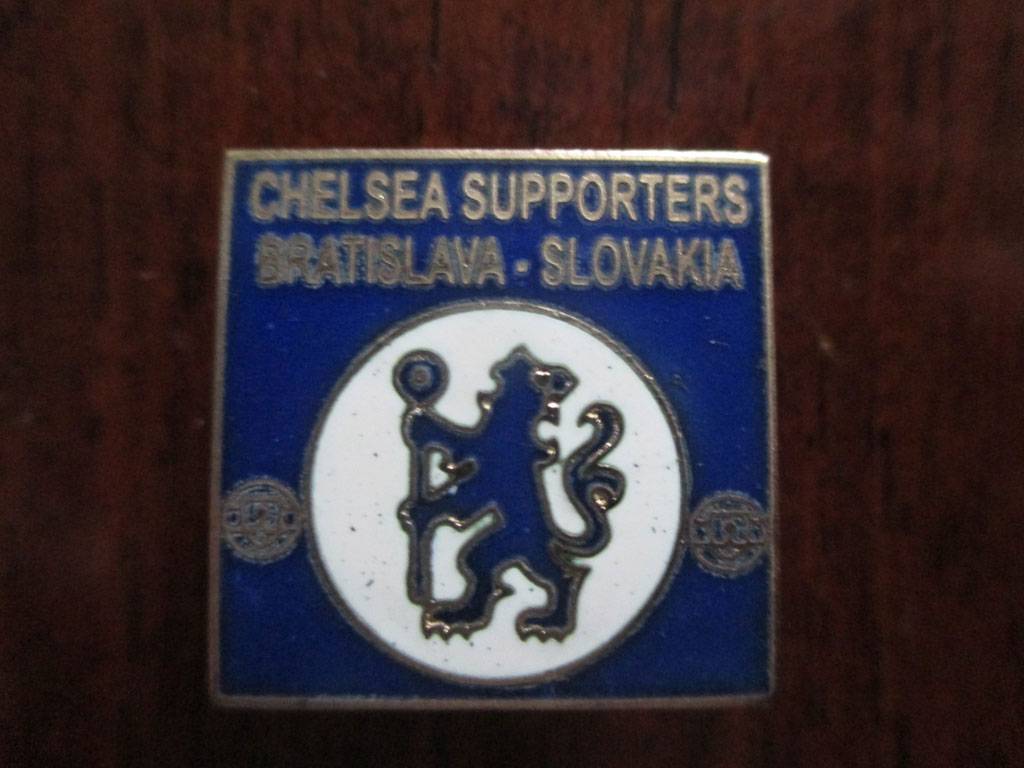 CHELSEA SUPPORTERS
BRATISLAVA - SLOVAKIA